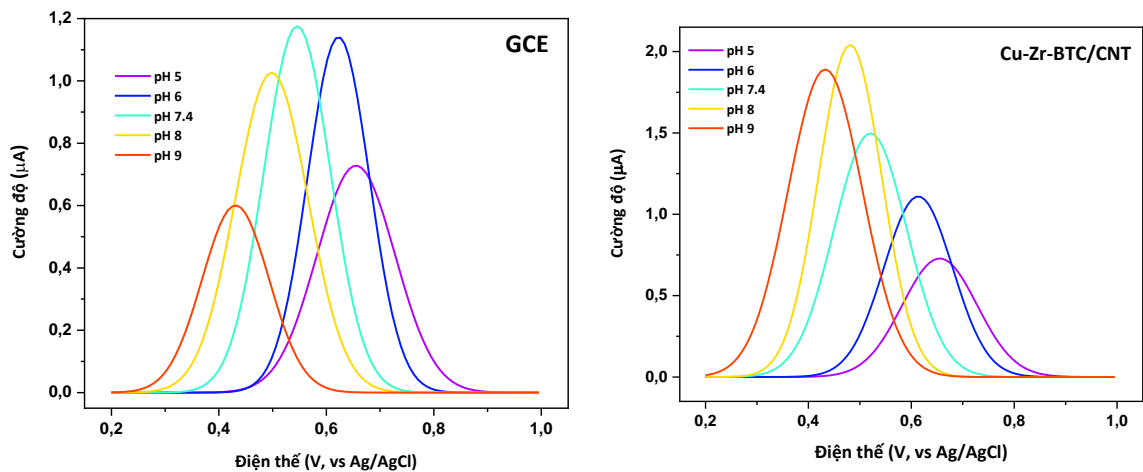 GCE
pH 5
pH 6
pH 7.4
pH 8
pH 9
1,2
1,0
0,8
0,6
0,4
0,2
0,0
0,2
0,4
0,6
0,8
1,0
Cường độ (μA)
Điện thế (V, vs Ag/AgCl)
Cu-Zr-BTC/CNT
pH 5
pH 6
pH 7.4
pH 8
pH 9
2,0
1,5
1,0
0,5
0,0
0,2
0,4
0,6
0,8
1,0
Cường độ (μA)
Điện thế (V, vs Ag/AgCl)